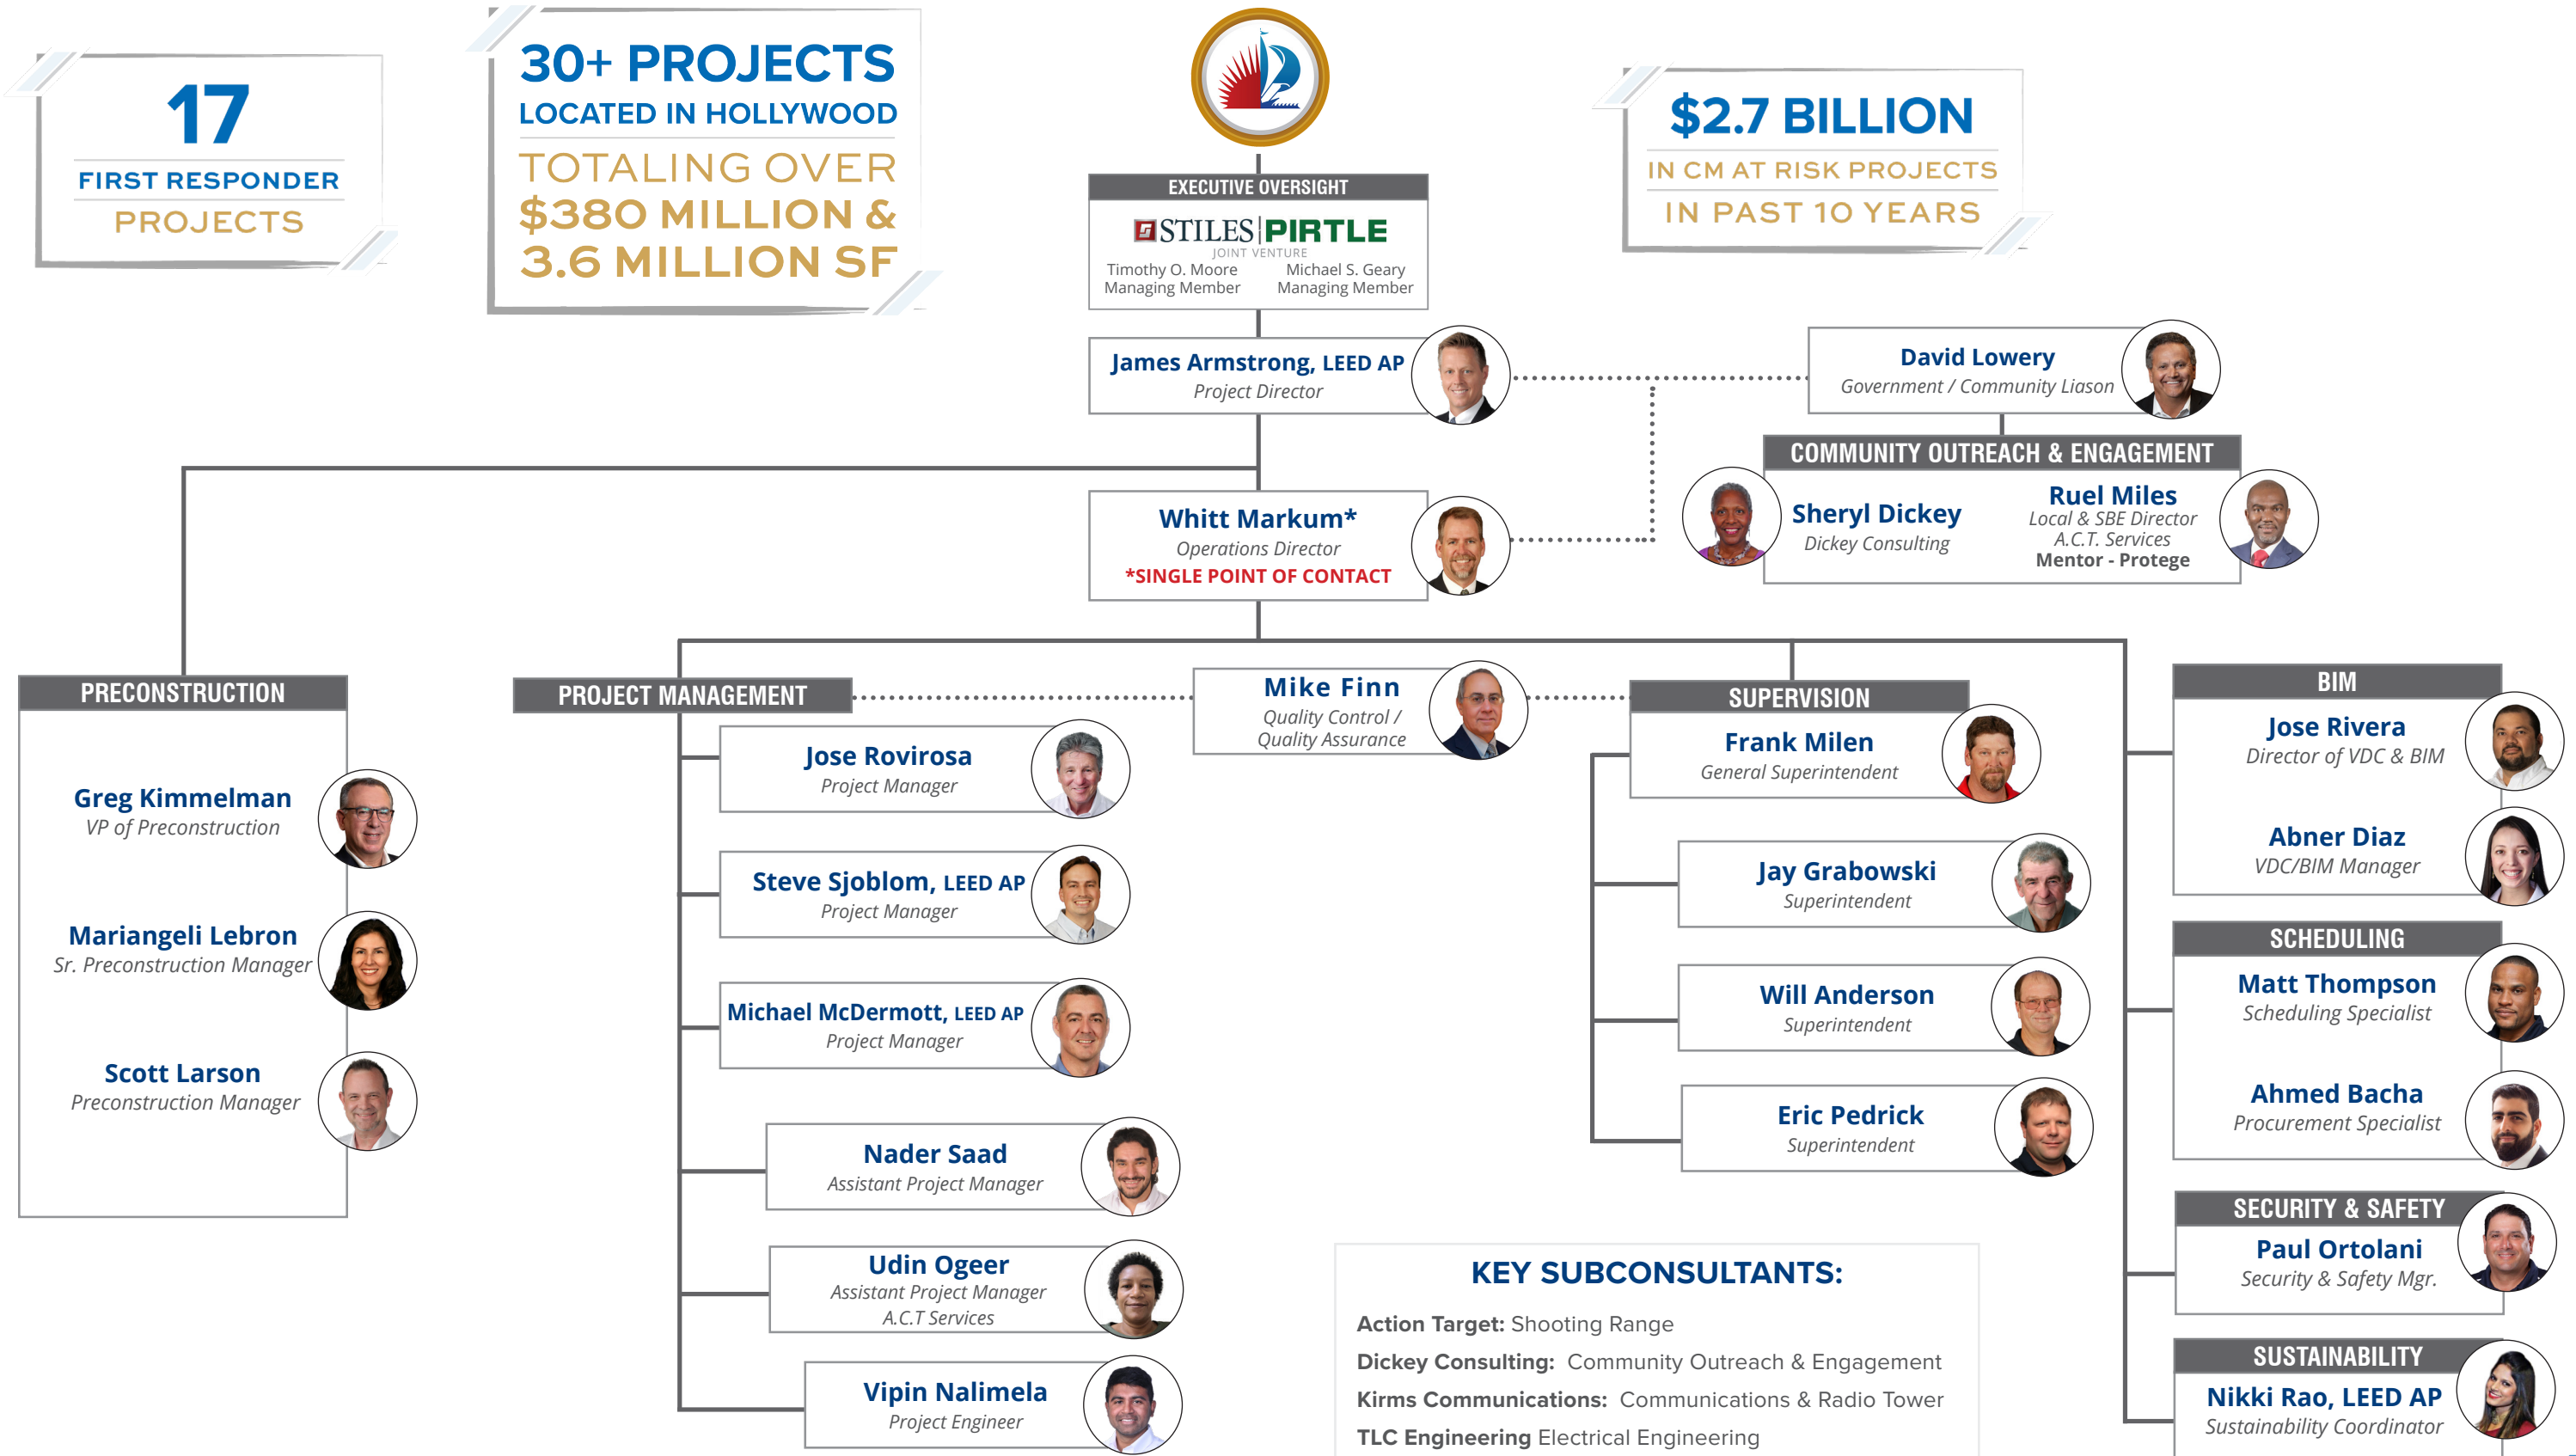 17
FIRST RESPONDER
PROJECTS
30+ PROJECTS
LOCATED IN HOLLYWOOD
TOTALING OVER
$380 MILLION &
3.6 MILLION SF
$2.7 BILLION
IN CM AT RISK PROJECTS
IN PAST 10 YEARS
EXECUTIVE OVERSIGHT
STILES | PIRTLE
JOINT VENTURE
Timothy O. Moore
Managing Member
Michael S. Geary
Managing Member
James Armstrong, LEED AP
Project Director
David Lowery
Government / Community Liason
COMMUNITY OUTREACH & ENGAGEMENT
Sheryl Dickey
Dickey Consulting
Ruel Miles
Local & SBE Director
A.C.T. Services
Mentor - Protege
Whitt Markum*
Operations Director
*SINGLE POINT OF CONTACT
PRECONSTRUCTION
Greg Kimmelman
VP of Preconstruction
Mariangeli Lebron
Sr. Preconstruction Manager
Scott Larson
Preconstruction Manager
PROJECT MANAGEMENT
Jose Rovirosa
Project Manager
Steve Sjoblom, LEED AP
Project Manager
Michael McDermott, LEED AP
Project Manager
Nader Saad
Assistant Project Manager
Udin Ogeer
Assistant Project Manager
A.C.T Services
Vipin Nalimela
Project Engineer
Mike Finn
Quality Control /
Quality Assurance
SUPERVISION
Frank Milen
General Superintendent
Jay Grabowski
Superintendent
Will Anderson
Superintendent
Eric Pedrick
Superintendent
KEY SUBCONSULTANTS:
Action Target: Shooting Range
Dickey Consulting: Community Outreach & Engagement
Kirms Communications: Communications & Radio Tower
TLC Engineering Electrical Engineering
BIM
Jose Rivera
Director of VDC & BIM
Abner Diaz
VDC/BIM Manager
SCHEDULING
Matt Thompson
Scheduling Specialist
Ahmed Bacha
Procurement Specialist
SECURITY & SAFETY
Paul Ortolani
Security & Safety Mgr.
SUSTAINABILITY
Nikki Rao, LEED AP
Sustainability Coordinator